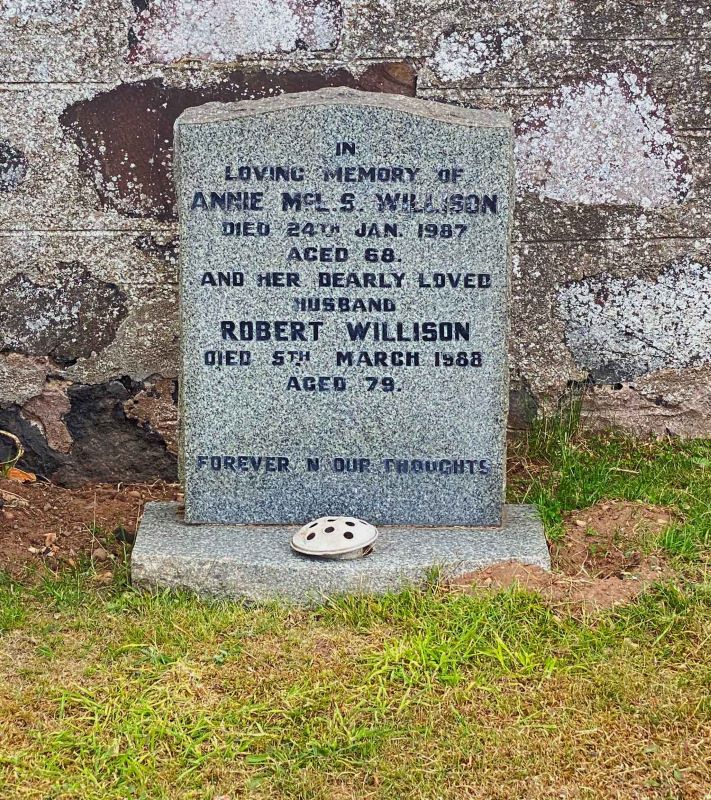 IN
LOVING MEMORY OF
ANNIE McL. S. WILLISON
DIED 24TH JAN. 1987
AGED 68.
AND HER DEARLY LOVED
HUSBAND
ROBERT WILLISON
DIED 5TH MARCH 1988
AGED 79.
FOREVER N OUR THOUGHTS